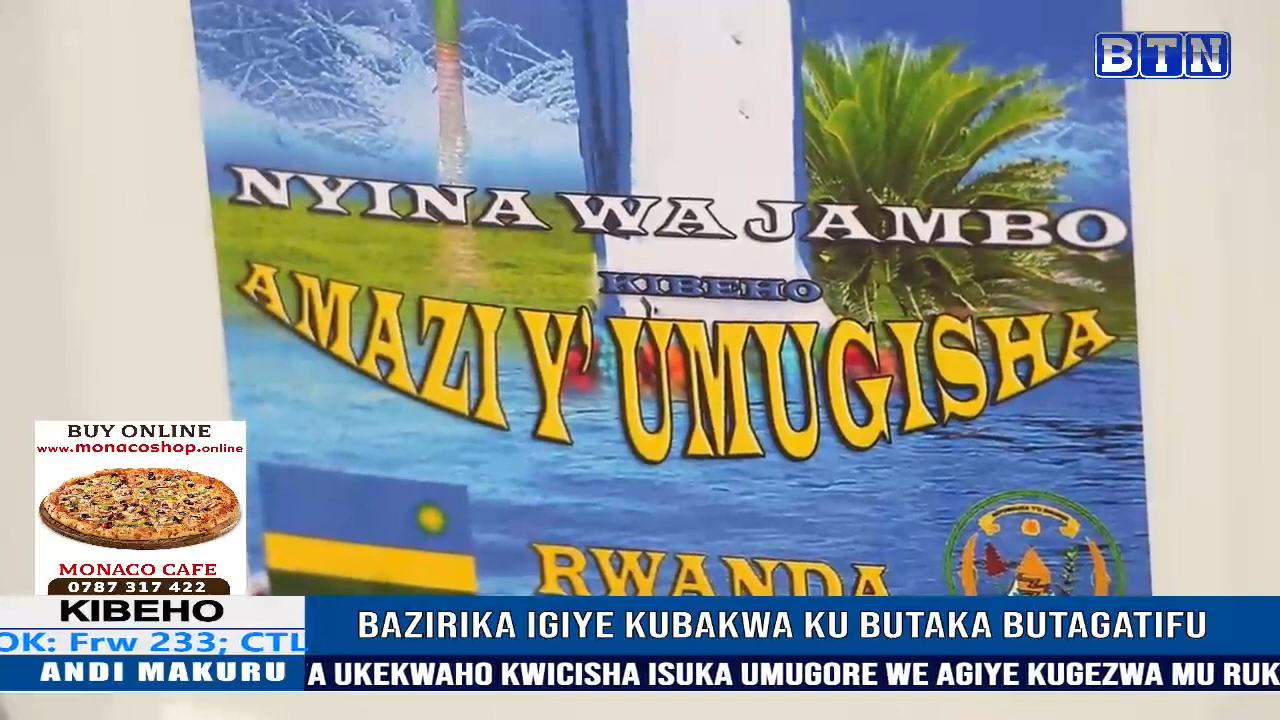 BTN
NYINA WA JAMBO
KIBEHO
AMAZI Y' UMUGISHA
RWANDA
BUY ONLINE
www.monacoshop.online
MONACO CAFE
0787 317 422
KIBEHO
BAZIRIKA IGIYE KUBAKWA KU BUTAKA BUTAGATIFU
OK: Frw 233; CTL
ANDI MAKURU
A UKEKWAHO KWICISHA ISUKA UMUGORE WE AGIYE KUGEZWA MU RUK